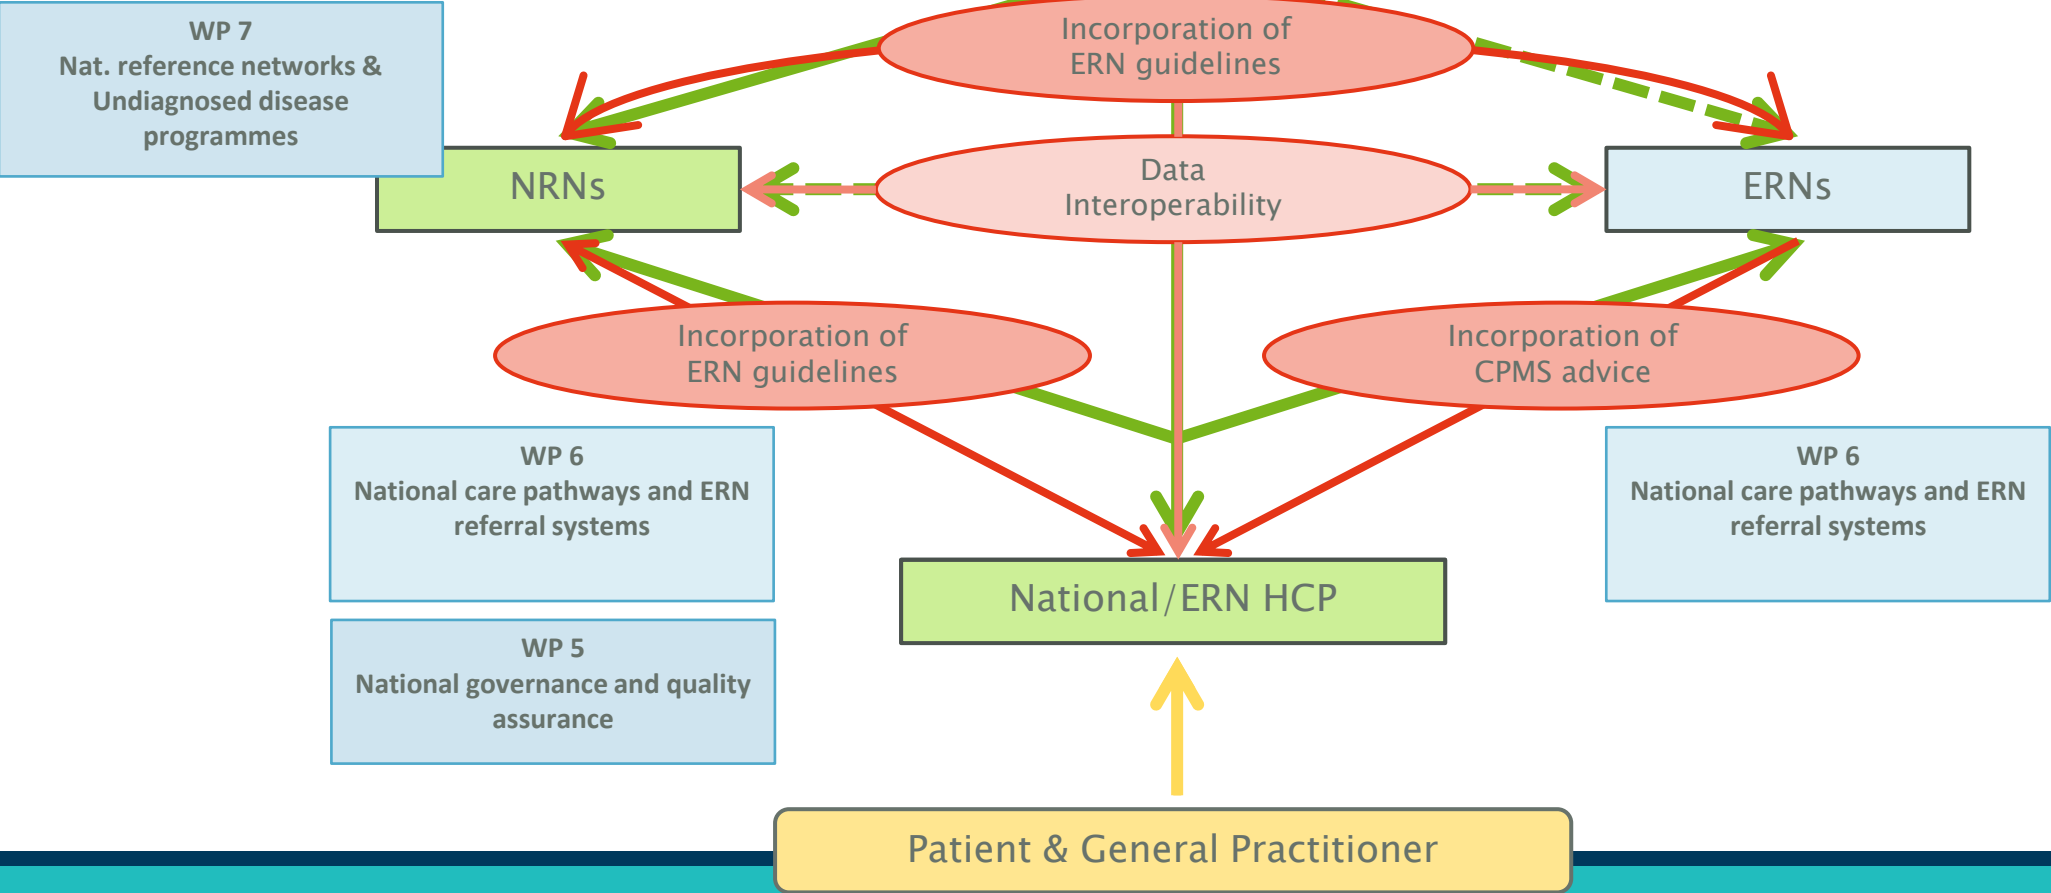 WP 7
Nat. reference networks &
Undiagnosed disease
programmes
Incorporation of
ERN guidelines
NRNs
Data
Interoperability
ERNs
Incorporation of
ERN guidelines
Incorporation of
CPMS advice
WP 6
National care pathways and ERN
referral systems
WP 6
National care pathways and ERN
referral systems
National/ERN HCP
WP 5
National governance and quality
assurance
Patient & General Practitioner